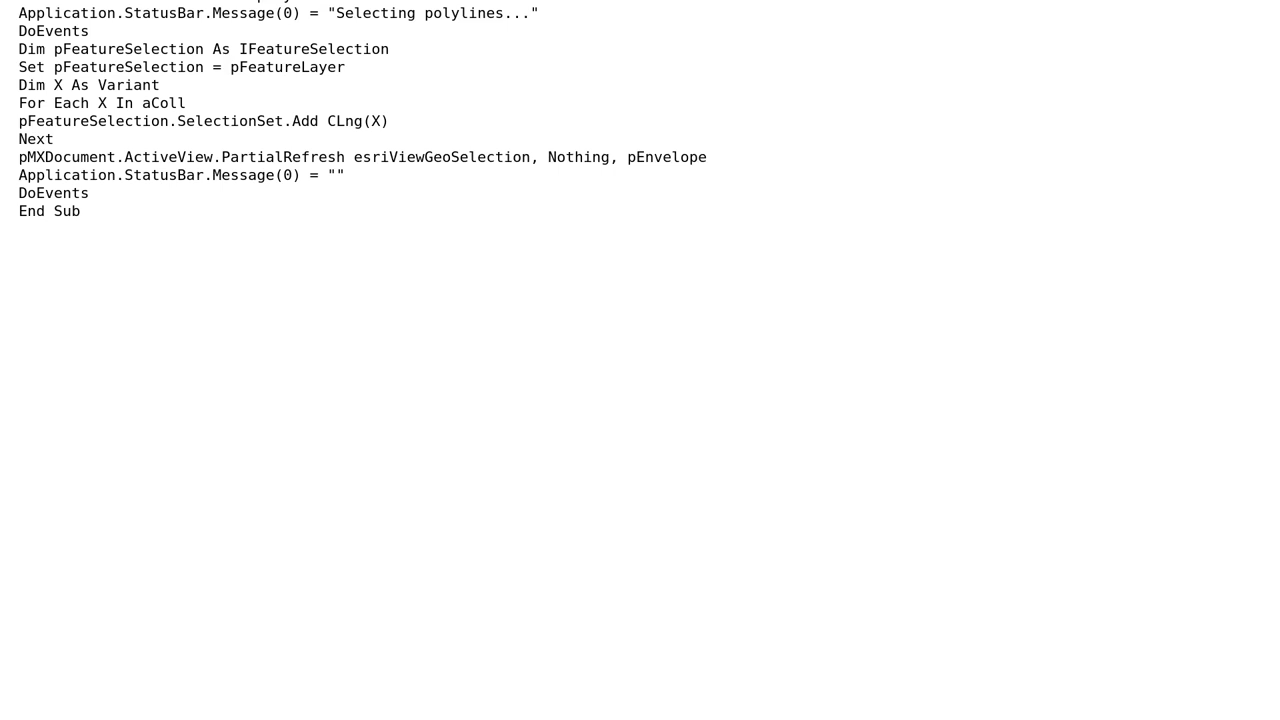 Application.StatusBar.Message(0) = "Selecting polylines..."
DoEvents
Dim pFeatureSelection As IFeatureSelection
Set pFeatureSelection = pFeatureLayer
Dim X As Variant
For Each X In aColl
pFeatureSelection.SelectionSet.Add CLng(X)
Next
pMXDocument.ActiveView.PartialRefresh esriViewGeoSelection, Nothing, pEnvelope
Application.StatusBar.Message(0) = ""
DoEvents
End Sub